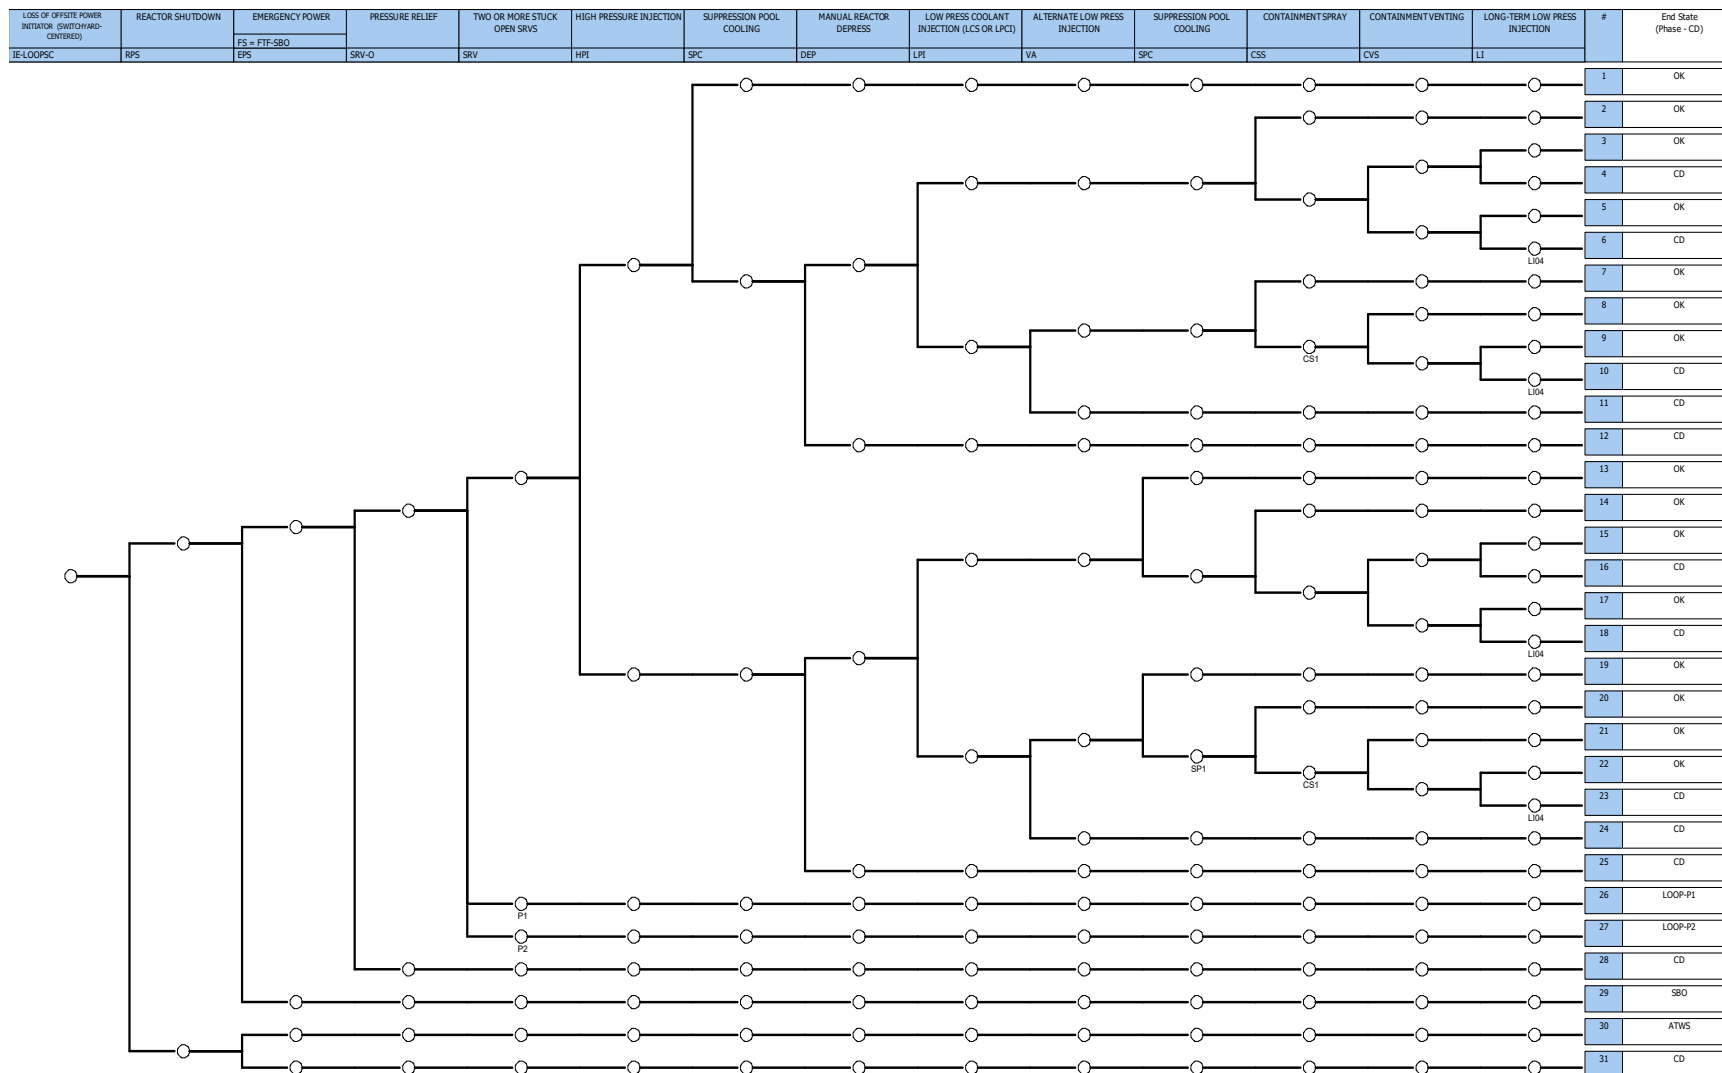 LOSS OF OFFSITE POWER
INITIATOR (SWITCHYARD-
CENTERED)
IE-LOOPSC
REACTOR SHUTDOWN
RPS
EMERGENCY POWER
FS = FTF-SBO
EPS
PRESSURE RELIEF
SRV-O
TWO OR MORE STUCK
OPEN SRVS
SRV
HIGH PRESSURE INJECTION
HPI
SUPPRESSION POOL
COOLING
SPC
MANUAL REACTOR
DEPRESS
DEP
LOW PRESS COOLANT
INJECTION (LCS OR LPCI)
LPI
ALTERNATE LOW PRESS
INJECTION
VA
SUPPRESSION POOL
COOLING
SPC
CONTAINMENT SPRAY
CSS
CONTAINMENT VENTING
CVS
LONG-TERM LOW PRESS
INJECTION
LI
#
End State
(Phase - CD)
1 OK
2 OK
3 OK
4 CD
5 OK
6 CD
LI04
7 OK
8 OK
9 OK
CS1
10 CD
LI04
11 CD
12 CD
13 OK
14 OK
15 OK
16 CD
17 OK
18 CD
LI04
19 OK
20 OK
21 OK
SP1
22 OK
CS1
23 CD
LI04
24 CD
25 CD
26 LOOP-P1
P1
27 LOOP-P2
P2
28 CD
29 SBO
30 ATWS
31 CD